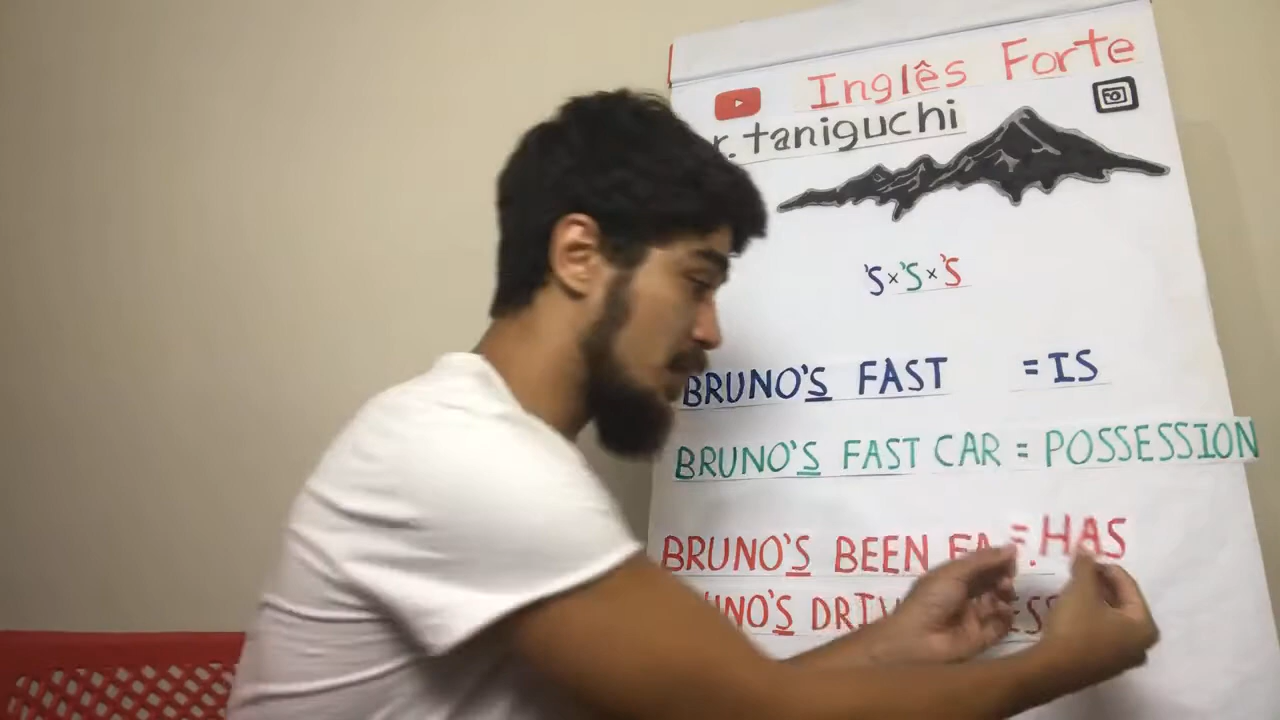 Inglês Forte
r.taniguchi
'S x 'S x 'S
BRUNO'S FAST = IS
BRUNO'S FAST CAR = POSSESSION
BRUNO'S BEEN = HAS